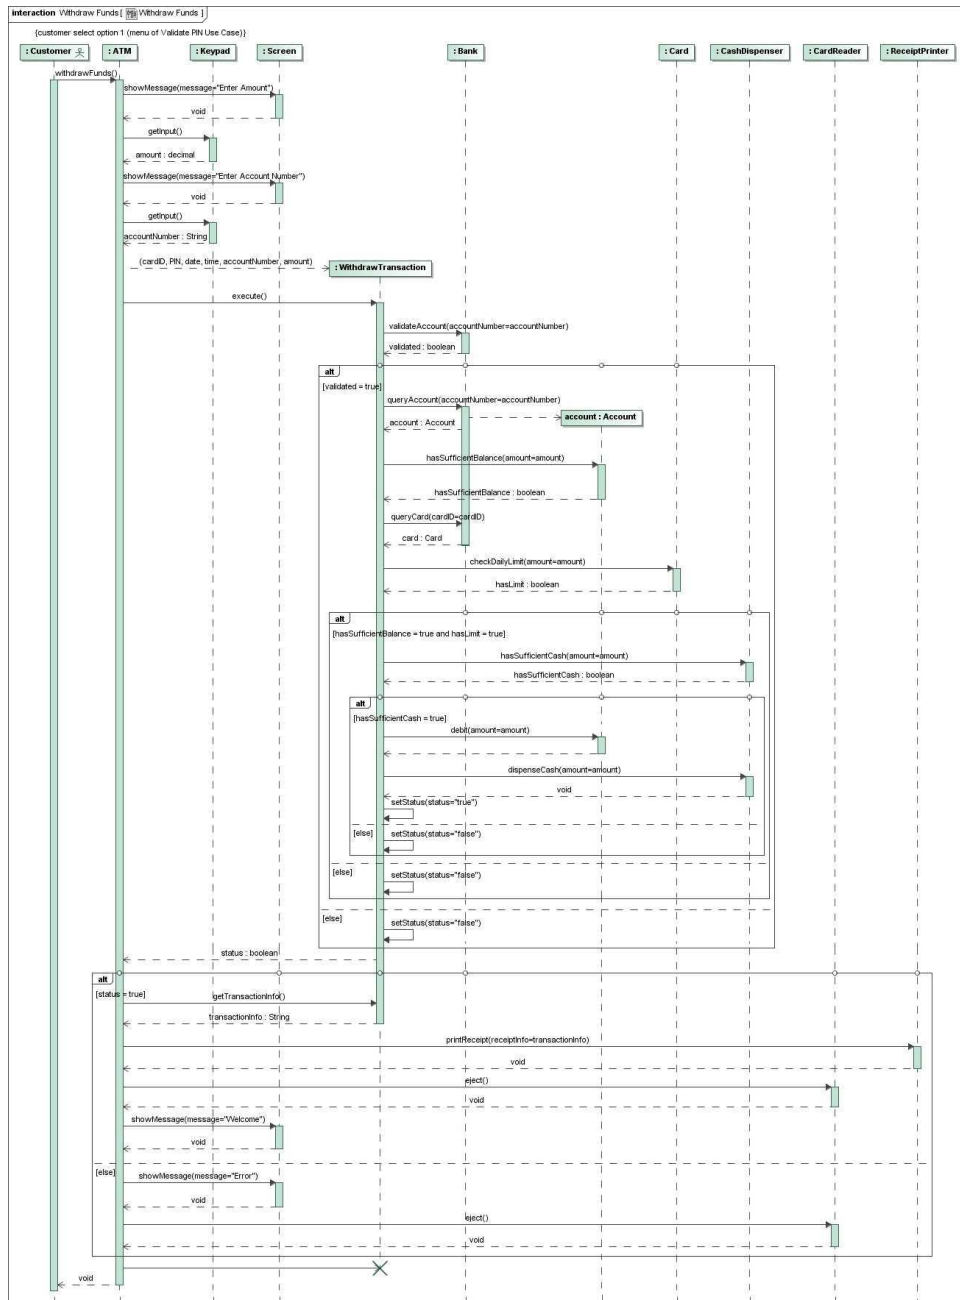 interaction Withdraw Funds [ Withdraw Funds ]
{customer select option 1 (menu of Validate PIN Use Case)}
: Customer
: ATM
: Keypad
: Screen
: Bank
: Card
: CashDispenser
: CardReader
: ReceiptPrinter
withdrawFunds()
showMessage(message="Enter Amount")
void
getInput()
amount : decimal
showMessage(message="Enter Account Number")
void
getInput()
accountNumber : String
(cardID, PIN, date, time, accountNumber, amount)
: WithdrawTransaction
execute()
validateAccount(accountNumber=accountNumber)
validated : boolean
alt
[validated = true]
queryAccount(accountNumber=accountNumber)
account : Account
account : Account
hasSufficientBalance(amount=amount)
hasSufficientBalance : boolean
queryCard(cardID=cardID)
card : Card
checkDailyLimit(amount=amount)
hasLimit : boolean
alt
[hasSufficientBalance = true and hasLimit = true]
hasSufficientCash(amount=amount)
hasSufficientCash : boolean
alt
[hasSufficientCash = true]
debit(amount=amount)
dispenseCash(amount=amount)
void
setStatus(status="true")
[else]
setStatus(status="false")
[else]
setStatus(status="false")
[else]
setStatus(status="false")
status : boolean
alt
[status = true]
getTransactionInfo()
transactionInfo : String
printReceipt(receiptInfo=transactionInfo)
void
eject()
void
showMessage(message="Welcome")
void
[else]
showMessage(message="Error")
void
eject()
void
void